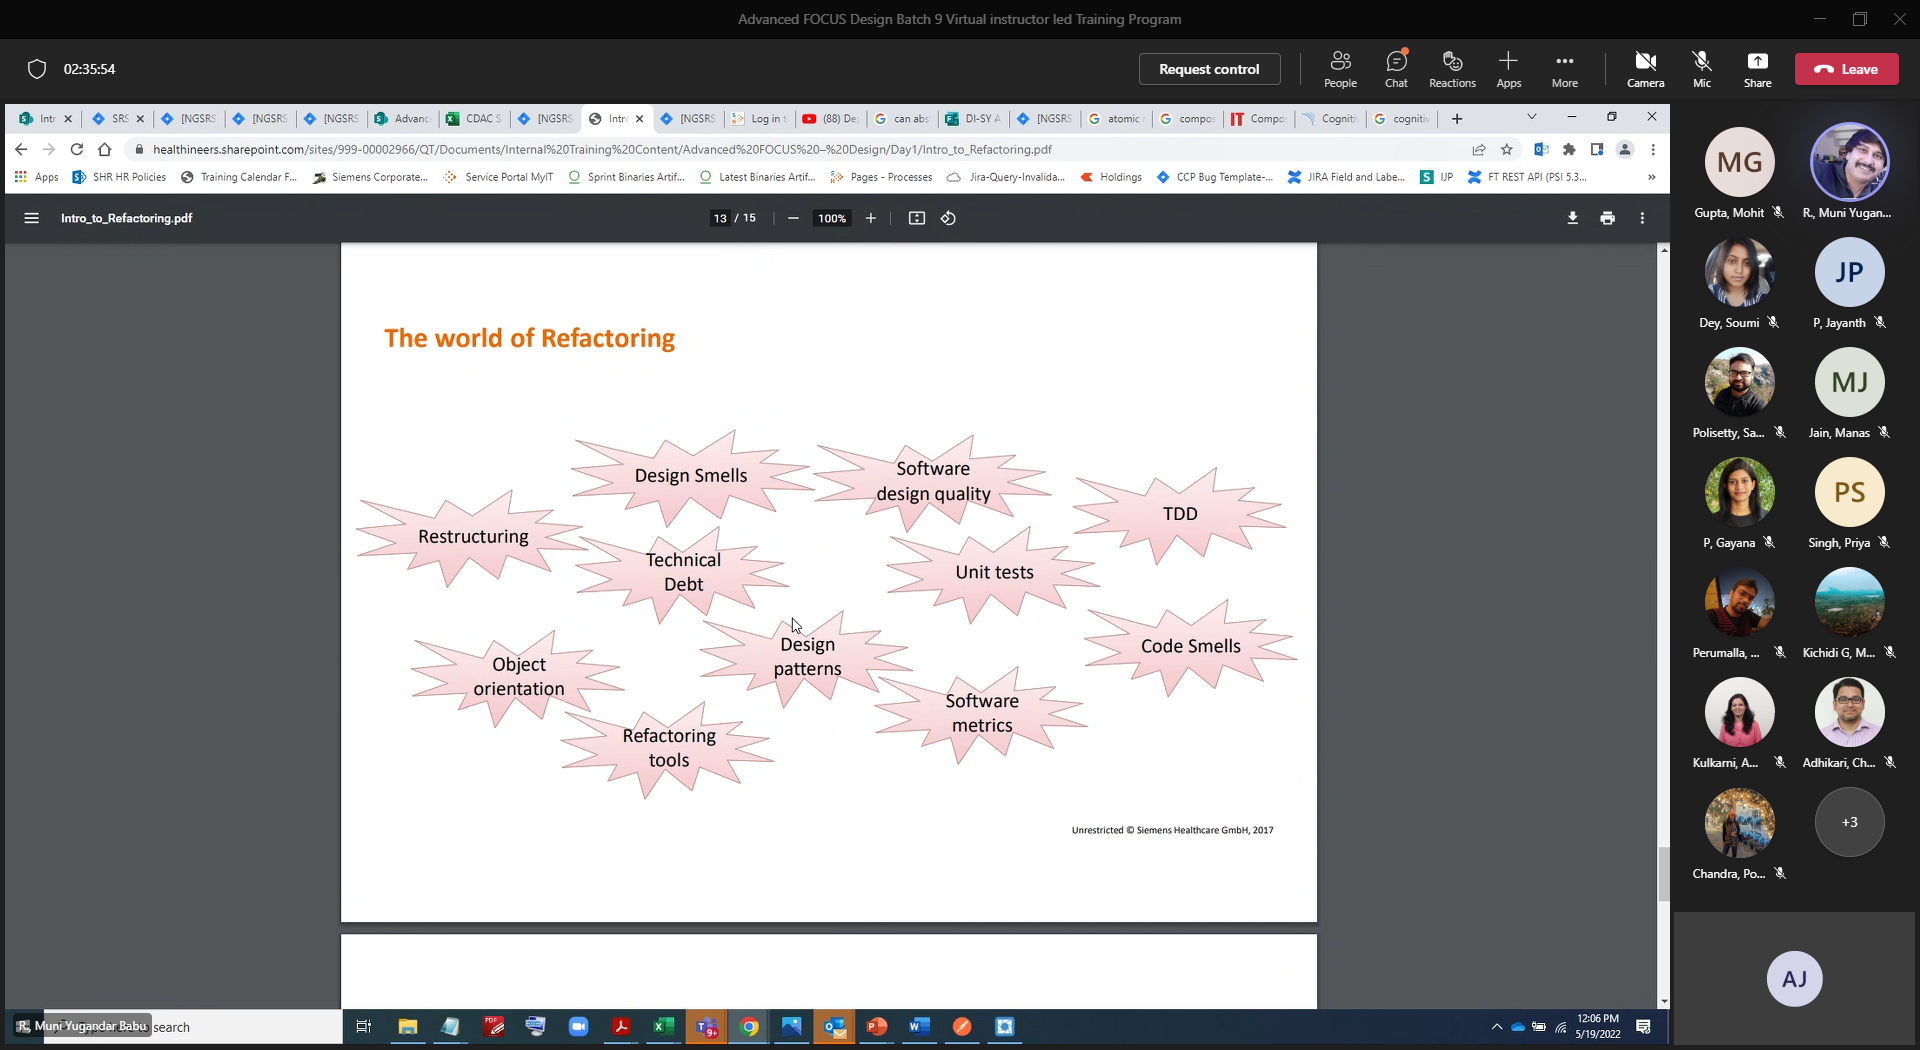 Advanced FOCUS Design Batch 9 Virtual instructor led Training Program
02:35:54
Request control
People
Chat
Reactions
Apps
More
Camera
Mic
Share
Leave
Intr
SRS
[NGSRS
[NGSRS
[NGSRS
Advanc
CDAC S
[NGSRS
Intro
[NGSRS
Log in t
(88) De
can abs
DI-SY A
[NGSRS
atomic
compos
Compo
Cogniti
cognitiv
healthineers.sharepoint.com/sites/999-00002966/QT/Documents/Internal%20Training%20Content/Advanced%20FOCUS%20–%20Design/Day1/Intro_to_Refactoring.pdf
Apps
SHR HR Policies
Training Calendar F...
Siemens Corporate...
Service Portal MyIT
Sprint Binaries Artif...
Latest Binaries Artif...
Pages - Processes
Jira-Query-Invalida...
Holdings
CCP Bug Template-...
JIRA Field and Labe...
IJP
FT REST API (PSI 5.3...
Intro_to_Refactoring.pdf
13 / 15
100%
The world of Refactoring
Design Smells
Software
design quality
TDD
Restructuring
Technical
Debt
Unit tests
Design
patterns
Code Smells
Object
orientation
Software
metrics
Refactoring
tools
Unrestricted © Siemens Healthcare GmbH, 2017
MG
Gupta, Mohit
R., Muni Yugan...
Dey, Soumi
JP
P, Jayanth
Polisetty, Sa...
MJ
Jain, Manas
P, Gayana
PS
Singh, Priya
Perumalla, ...
Kichidi G, M...
Kulkarni, A...
Adhikari, Ch...
Chandra, Po...
+3
AJ
R., Muni Yugandar Babu
search
12:06 PM
5/19/2022